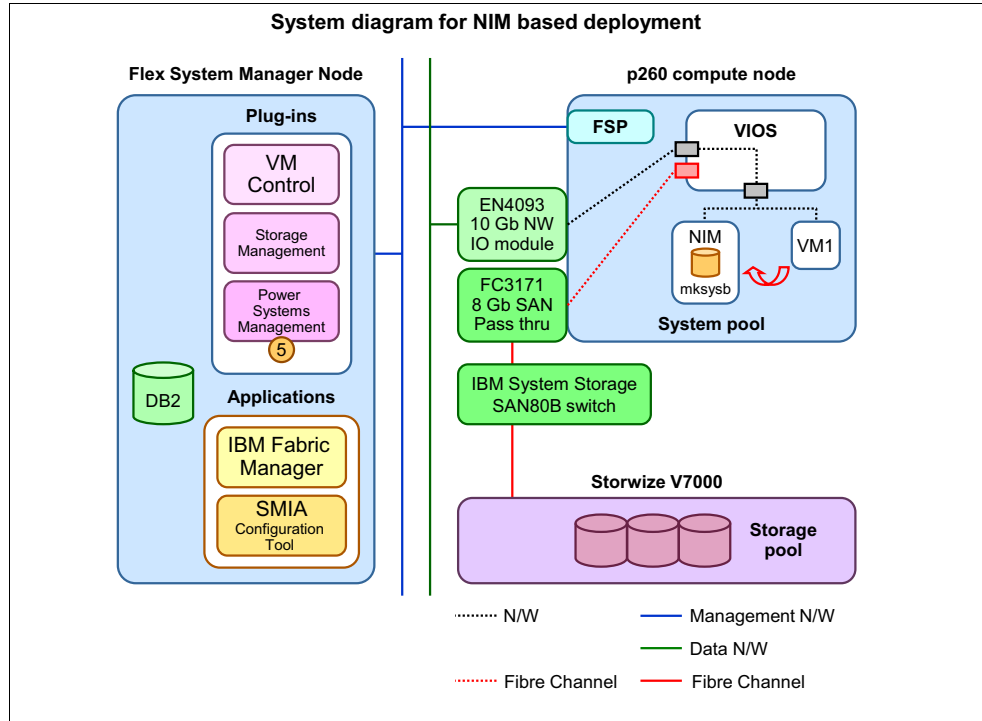 System diagram for NIM based deployment
Flex System Manager Node
Plug-ins
VM
Control
Storage
Management
Power
Systems
Management
5
DB2
Applications
IBM Fabric
Manager
SMIA
Configuration
Tool
p260 compute node
FSP
VIOS
EN4093
10 Gb NW
IO module
NIM
mksysb
VM1
FC3171
8 Gb SAN
Pass thru
System pool
IBM System Storage
SAN80B switch
Storwize V7000
Storage
pool
N/W
Management N/W
Data N/W
Fibre Channel
Fibre Channel